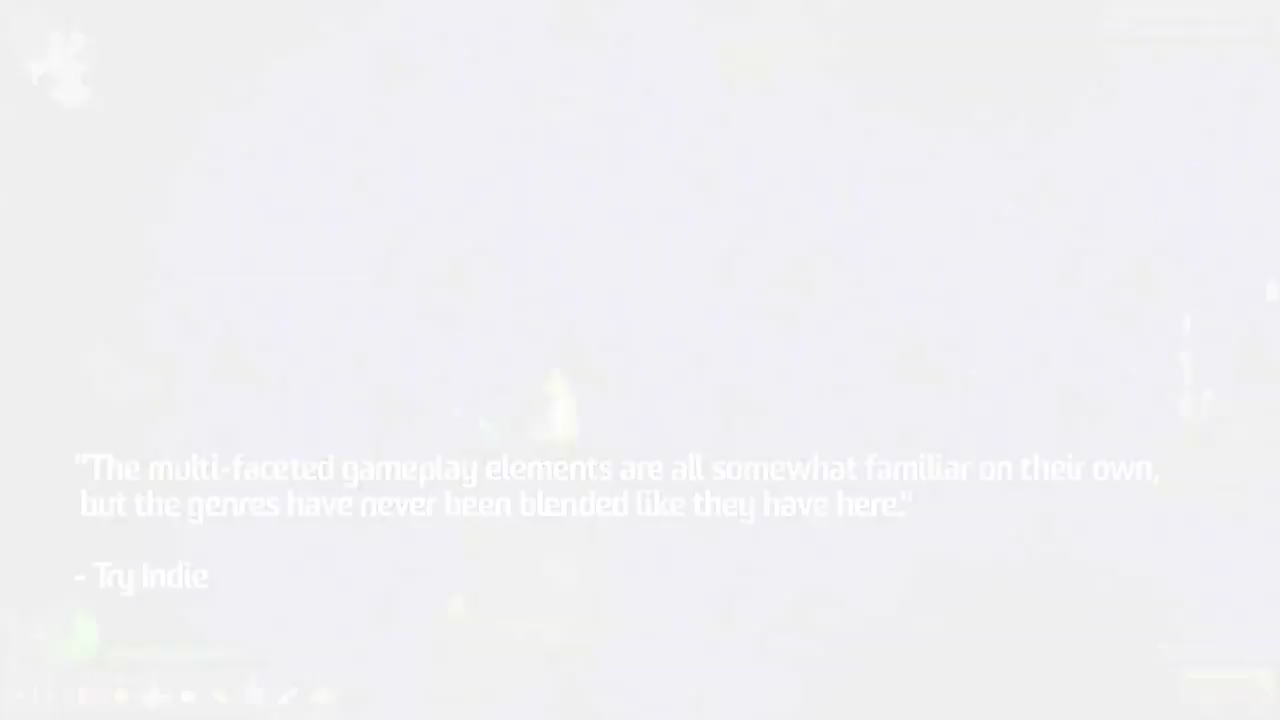 "The multi-faceted gameplay elements are all somewhat familiar on their own,
but the genres have never been blended like they have here."
- Try Indie